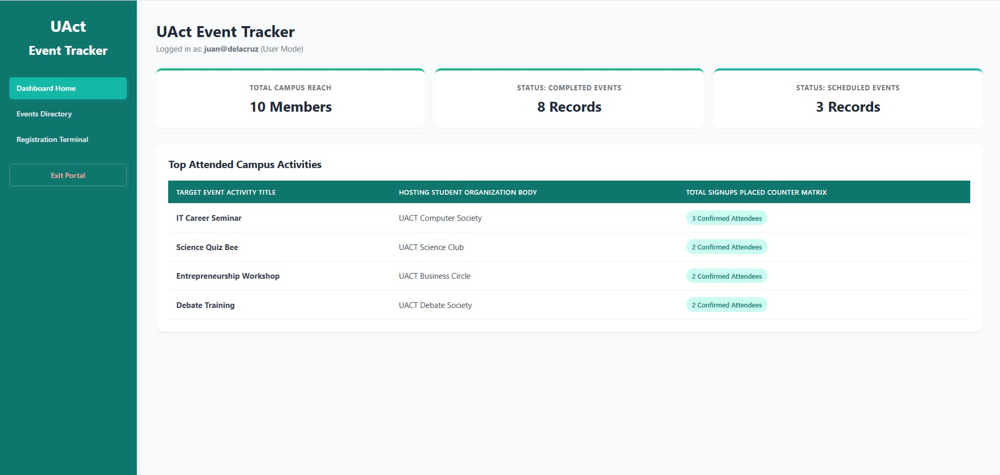 UAct
Event Tracker
Dashboard Home
Events Directory
Registration Terminal
Exit Portal
UAct Event Tracker
Logged in as: juan@delacruz (User Mode)
TOTAL CAMPUS REACH
10 Members
STATUS: COMPLETED EVENTS
8 Records
STATUS: SCHEDULED EVENTS
3 Records
Top Attended Campus Activities
TARGET EVENT ACTIVITY TITLE HOSTING STUDENT ORGANIZATION BODY TOTAL SIGNUPS PLACED COUNTER MATRIX
IT Career Seminar UACT Computer Society 3 Confirmed Attendees
Science Quiz Bee UACT Science Club 2 Confirmed Attendees
Entrepreneurship Workshop UACT Business Circle 2 Confirmed Attendees
Debate Training UACT Debate Society 2 Confirmed Attendees